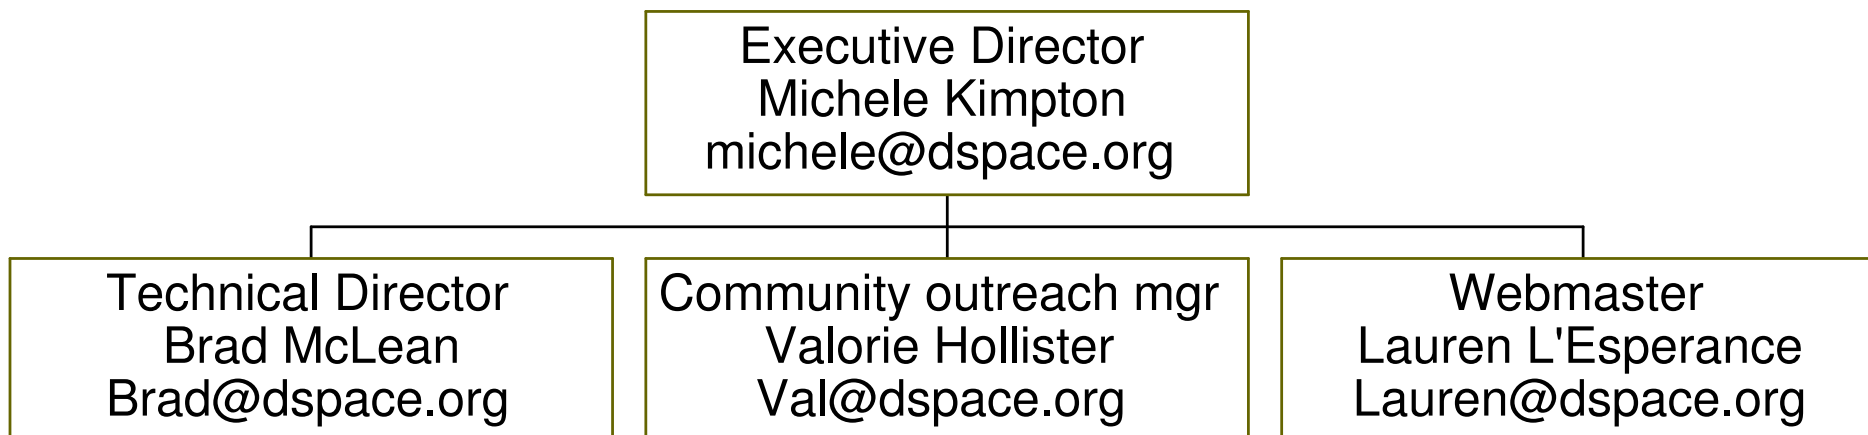 Executive Director
Michele Kimpton
michele@dspace.org
Technical Director
Brad McLean
Brad@dspace.org
Community outreach mgr
Valorie Hollister
Val@dspace.org
Webmaster
Lauren L'Esperance
Lauren@dspace.org